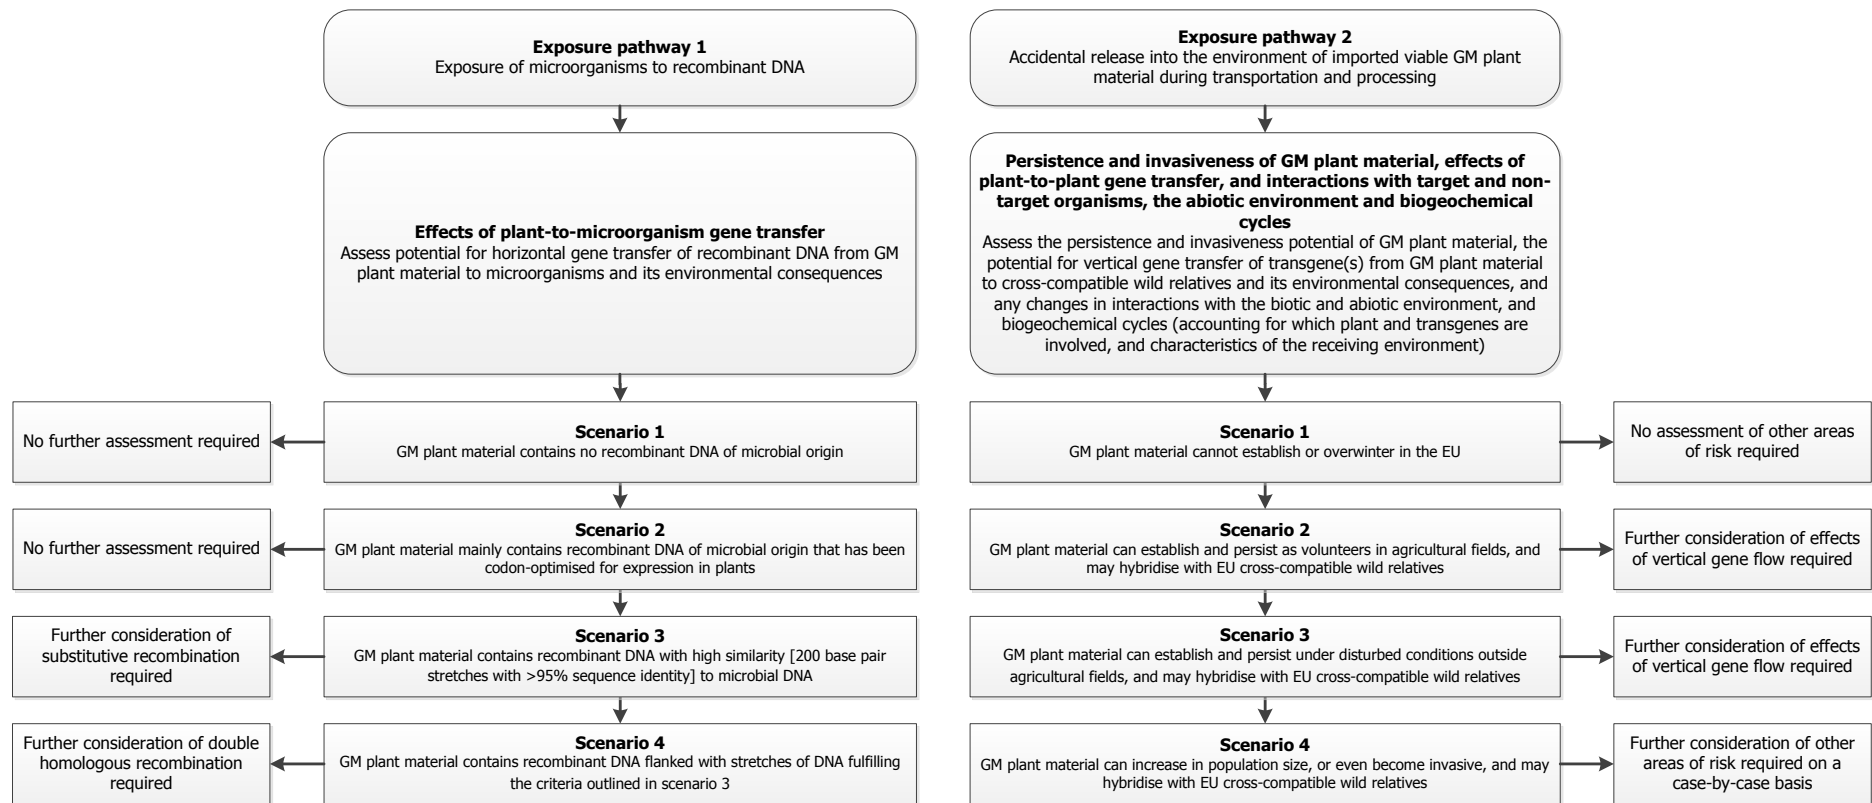 Exposure pathway 1
Exposure of microorganisms to recombinant DNA
Effects of plant-to-microorganism gene transfer
Assess potential for horizontal gene transfer of recombinant DNA from GM
plant material to microorganisms and its environmental consequences
No further assessment required
Scenario 1
GM plant material contains no recombinant DNA of microbial origin
No further assessment required
Scenario 2
GM plant material mainly contains recombinant DNA of microbial origin that has been
codon-optimised for expression in plants
Further consideration of
substitutive recombination
required
Scenario 3
GM plant material contains recombinant DNA with high similarity [200 base pair
stretches with >95% sequence identity] to microbial DNA
Further consideration of double
homologous recombination
required
Scenario 4
GM plant material contains recombinant DNA flanked with stretches of DNA fulfilling
the criteria outlined in scenario 3
Exposure pathway 2
Accidental release into the environment of imported viable GM plant
material during transportation and processing
Persistence and invasiveness of GM plant material, effects of
plant-to-plant gene transfer, and interactions with target and non-
target organisms, the abiotic environment and biogeochemical
cycles
Assess the persistence and invasiveness potential of GM plant material, the
potential for vertical gene transfer of transgene(s) from GM plant material
to cross-compatible wild relatives and its environmental consequences, and
any changes in interactions with the biotic and abiotic environment, and
biogeochemical cycles (accounting for which plant and transgenes are
involved, and characteristics of the receiving environment)
Scenario 1
GM plant material cannot establish or overwinter in the EU
No assessment of other areas
of risk required
Scenario 2
GM plant material can establish and persist as volunteers in agricultural fields, and
may hybridise with EU cross-compatible wild relatives
Further consideration of effects
of vertical gene flow required
Scenario 3
GM plant material can establish and persist under disturbed conditions outside
agricultural fields, and may hybridise with EU cross-compatible wild relatives
Further consideration of effects
of vertical gene flow required
Scenario 4
GM plant material can increase in population size, or even become invasive, and may
hybridise with EU cross-compatible wild relatives
Further consideration of other
areas of risk required on a
case-by-case basis